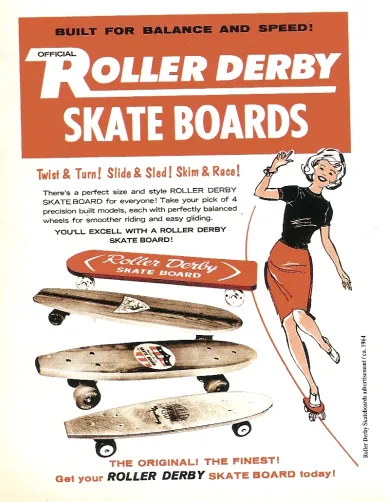 BUILT FOR BALANCE AND SPEED!
OFFICIAL
ROLLER DERBY
SKATE BOARDS
Twist & Turn! Slide & Sled! Skim & Race!
There's a perfect size and style ROLLER DERBY
SKATE BOARD for everyone! Take your pick of 4
precision built models, each with perfectly balanced
wheels for smoother riding and easy gliding.
YOU'LL EXCELL WITH A ROLLER DERBY
SKATE BOARD!
Roller Derby
SKATE BOARD
THE ORIGINAL! THE FINEST!
Get your ROLLER DERBY SKATE BOARD today!
Roller Derby Skateboards advertisement / co. 1964